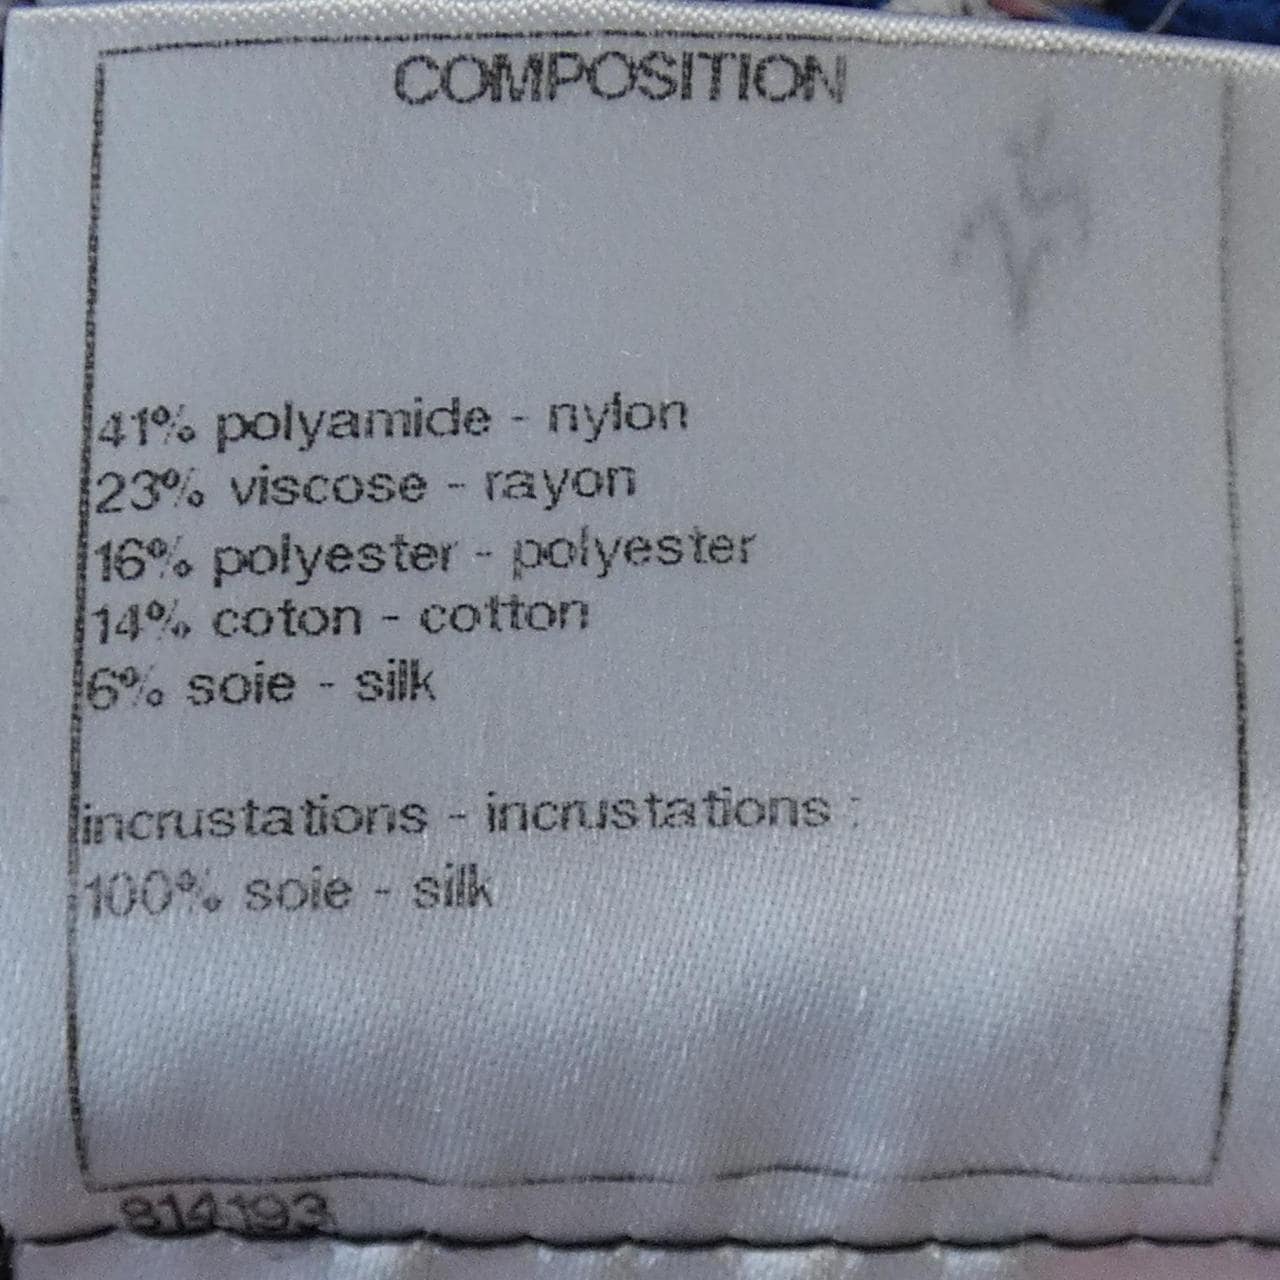 COMPOSITION
41% polyamide - nylon
23% viscose - rayon
16% polyester - polyester
14% coton - cotton
6% soie - silk
incrustations - incrustations :
100% soie - silk